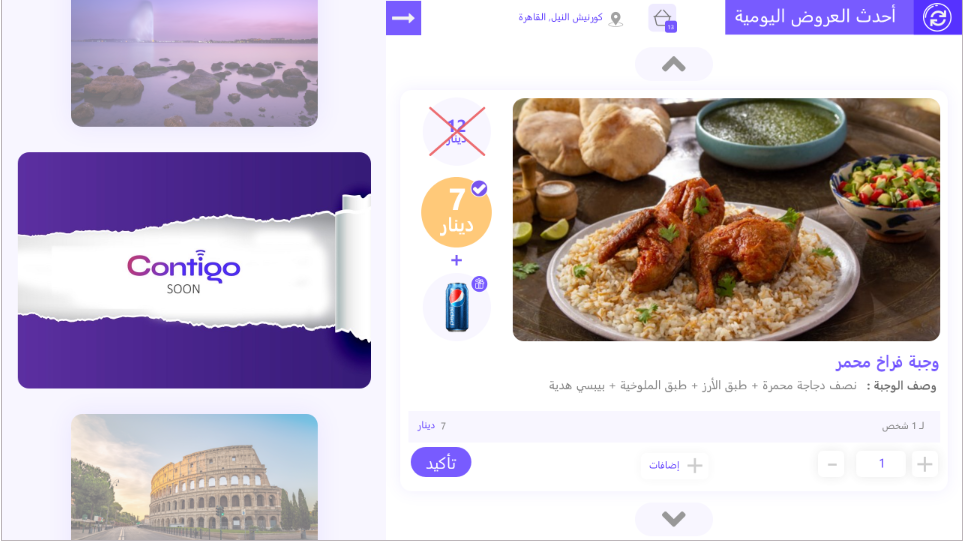 أحدث العروض اليومية
كورنيش النيل, القاهرة
12
دينار
7
دينار
+
وجبة فراخ محمر
وصف الوجبة : نصف دجاجة محمرة + طبق الأرز + طبق الملوخية + بيبسي هدية
لـ 1 شخص
7 دينار
+ 1 -
+ إضافات
تأكيد
Contigo
SOON